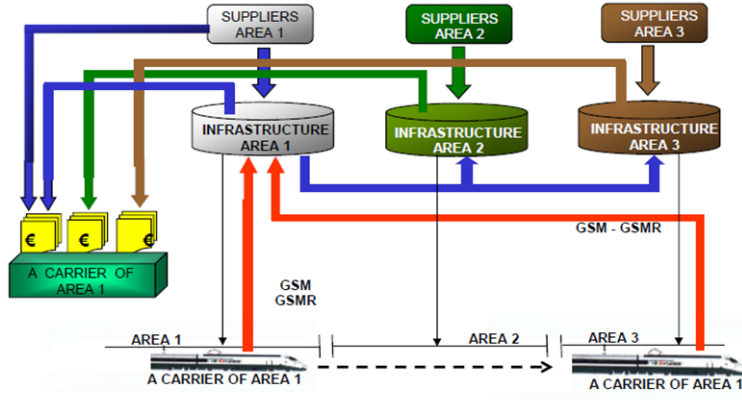 SUPPLIERS
AREA 1
SUPPLIERS
AREA 2
SUPPLIERS
AREA 3
INFRASTRUCTURE
AREA 1
INFRASTRUCTURE
AREA 2
INFRASTRUCTURE
AREA 3
€
€
€
A CARRIER OF
AREA 1
GSM - GSMR
GSM
GSMR
AREA 1
AREA 2
AREA 3
A CARRIER OF AREA 1
A CARRIER OF AREA 1